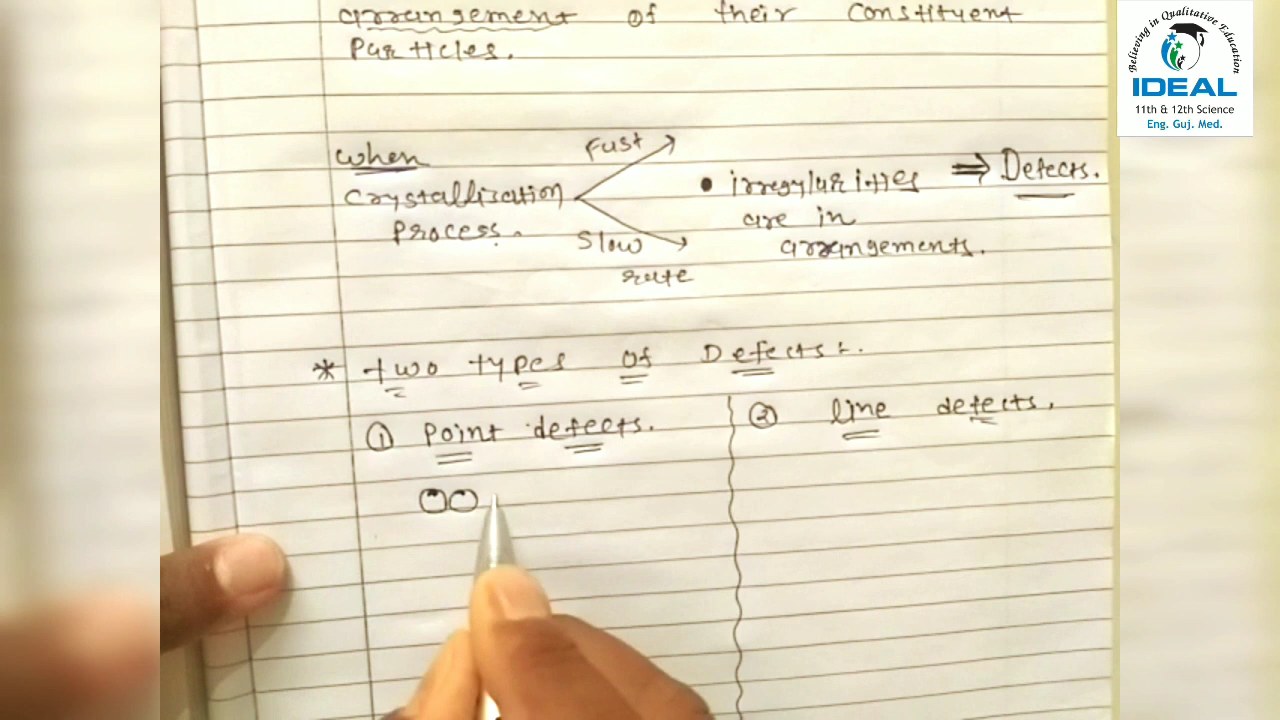 arrangement of their constituent
particles.
when
crystallization
process.
Fast
Slow
rate
• irregularities
are in
arrangements.
⇒ Defects.
* two types of Defects :-
① Point defects.
② line defects.
Believing in Qualitative Education
IDEAL
11th & 12th Science
Eng. Guj. Med.